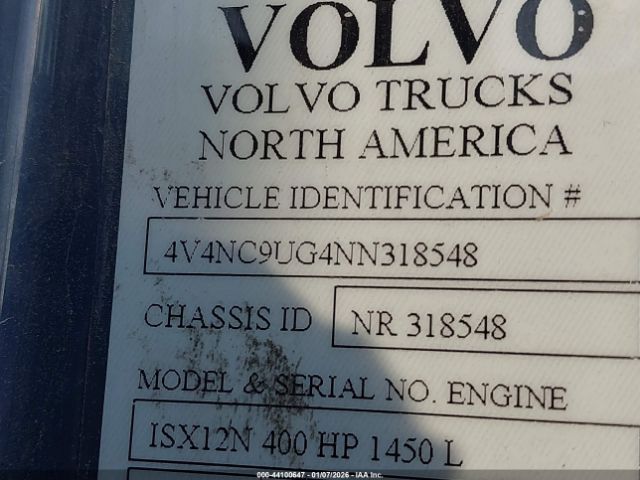 VOLVO
VOLVO TRUCKS
NORTH AMERICA
VEHICLE IDENTIFICATION #
4V4NC9UG4NN318548
CHASSIS ID NR 318548
MODEL & SERIAL NO. ENGINE
ISX12N 400 HP 1450 L
000-44100647 - 01/07/2026 - IAA Inc.